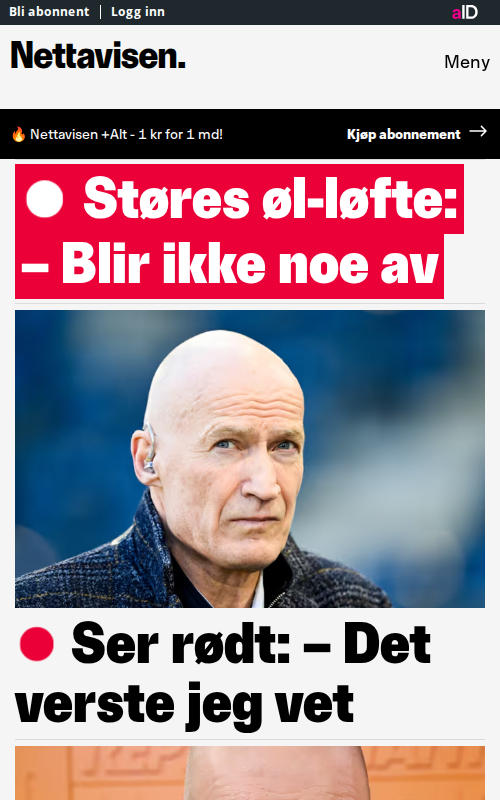 Bli abonnent | Logg inn
aID
Nettavisen.
Meny
🔥 Nettavisen +Alt - 1 kr for 1 md!
Kjøp abonnement →
Støres øl-løfte:
– Blir ikke noe av
Ser rødt: – Det
verste jeg vet